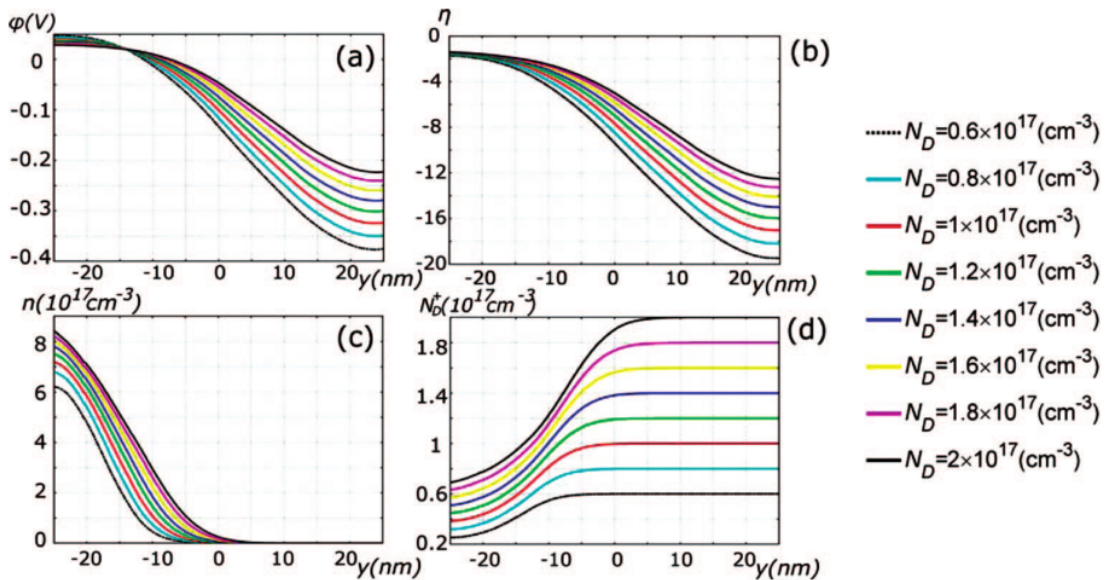 φ(V)
0
-0.1
-0.2
-0.3
-0.4
-20 -10 0 10 20 y(nm)
(a)
η
0
-4
-8
-12
-16
-20
-20 -10 0 10 20 y(nm)
(b)
n(10^17cm^-3)
8
6
4
2
0
-20 -10 0 10 20 y(nm)
(c)
N_D^+(10^17cm^-3)
1.8
1.4
1
0.6
0.2
-20 -10 0 10 20 y(nm)
(d)
N_D=0.6×10^17(cm^-3)
N_D=0.8×10^17(cm^-3)
N_D=1×10^17(cm^-3)
N_D=1.2×10^17(cm^-3)
N_D=1.4×10^17(cm^-3)
N_D=1.6×10^17(cm^-3)
N_D=1.8×10^17(cm^-3)
N_D=2×10^17(cm^-3)